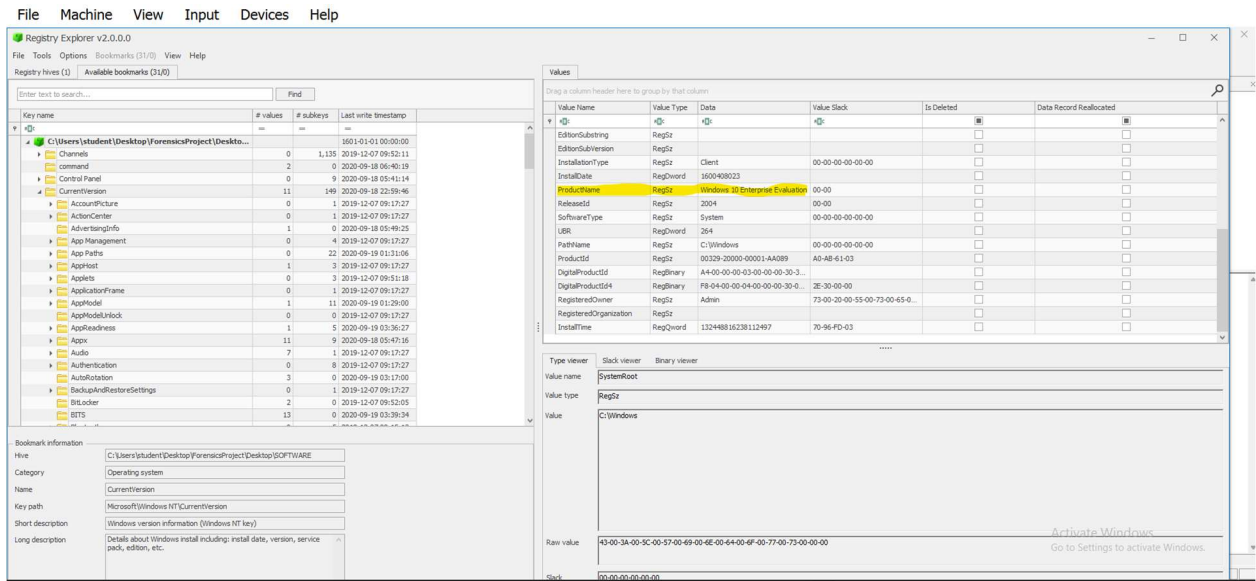 File Machine View Input Devices Help
Registry Explorer v2.0.0.0
File Tools Options Bookmarks (31/0) View Help
Registry hives (1) Available bookmarks (31/0)
Enter text to search... Find
Key name # values # subkeys Last write timestamp
= = =
C:\Users\student\Desktop\ForensicsProject\Deskto... 1601-01-01 00:00:00
Channels 0 1,135 2019-12-07 09:52:11
command 2 0 2020-09-18 06:40:19
Control Panel 0 9 2020-09-18 05:41:14
CurrentVersion 11 149 2020-09-18 22:59:46
AccountPicture 0 1 2019-12-07 09:17:27
ActionCenter 0 1 2019-12-07 09:17:27
AdvertisingInfo 1 0 2020-09-18 05:49:25
App Management 0 4 2019-12-07 09:17:27
App Paths 0 22 2020-09-19 01:31:06
AppHost 1 3 2019-12-07 09:17:27
Applets 0 3 2019-12-07 09:51:18
ApplicationFrame 0 1 2019-12-07 09:17:27
AppModel 1 11 2020-09-19 01:29:00
AppModelUnlock 0 0 2019-12-07 09:17:27
AppReadiness 1 5 2020-09-19 03:36:27
Appx 11 9 2020-09-18 05:47:16
Audio 7 1 2019-12-07 09:17:27
Authentication 0 8 2019-12-07 09:17:27
AutoRotation 3 0 2020-09-19 03:17:00
BackupAndRestoreSettings 0 1 2019-12-07 09:17:27
BitLocker 2 0 2019-12-07 09:52:05
BITS 13 0 2020-09-19 03:39:34
Bookmark information
Hive C:\Users\student\Desktop\ForensicsProject\Desktop\SOFTWARE
Category Operating system
Name CurrentVersion
Key path Microsoft\Windows NT\CurrentVersion
Short description Windows version information (Windows NT key)
Long description Details about Windows install including: install date, version, service
pack, edition, etc.
Values
Drag a column header here to group by that column
Value Name Value Type Data Value Slack Is Deleted Data Record Reallocated
EditionSubstring RegSz
EditionSubVersion RegSz
InstallationType RegSz Client 00-00-00-00-00-00
InstallDate RegDword 1600408023
ProductName RegSz Windows 10 Enterprise Evaluation 00-00
ReleaseId RegSz 2004 00-00
SoftwareType RegSz System 00-00-00-00-00-00
UBR RegDword 264
PathName RegSz C:\Windows 00-00-00-00-00-00
ProductId RegSz 00329-20000-00001-AA089 A0-AB-61-03
DigitalProductId RegBinary A4-00-00-00-03-00-00-00-30-3...
DigitalProductId4 RegBinary F8-04-00-00-04-00-00-00-30-0... 2E-30-00-00
RegisteredOwner RegSz Admin 73-00-20-00-55-00-73-00-65-0...
RegisteredOrganization RegSz
InstallTime RegQword 132448816238112497 70-96-FD-03
Type viewer Slack viewer Binary viewer
Value name SystemRoot
Value type RegSz
Value C:\Windows
Raw value 43-00-3A-00-5C-00-57-00-69-00-6E-00-64-00-6F-00-77-00-73-00-00-00
Slack 00-00-00-00-00-00
Activate Windows
Go to Settings to activate Windows.